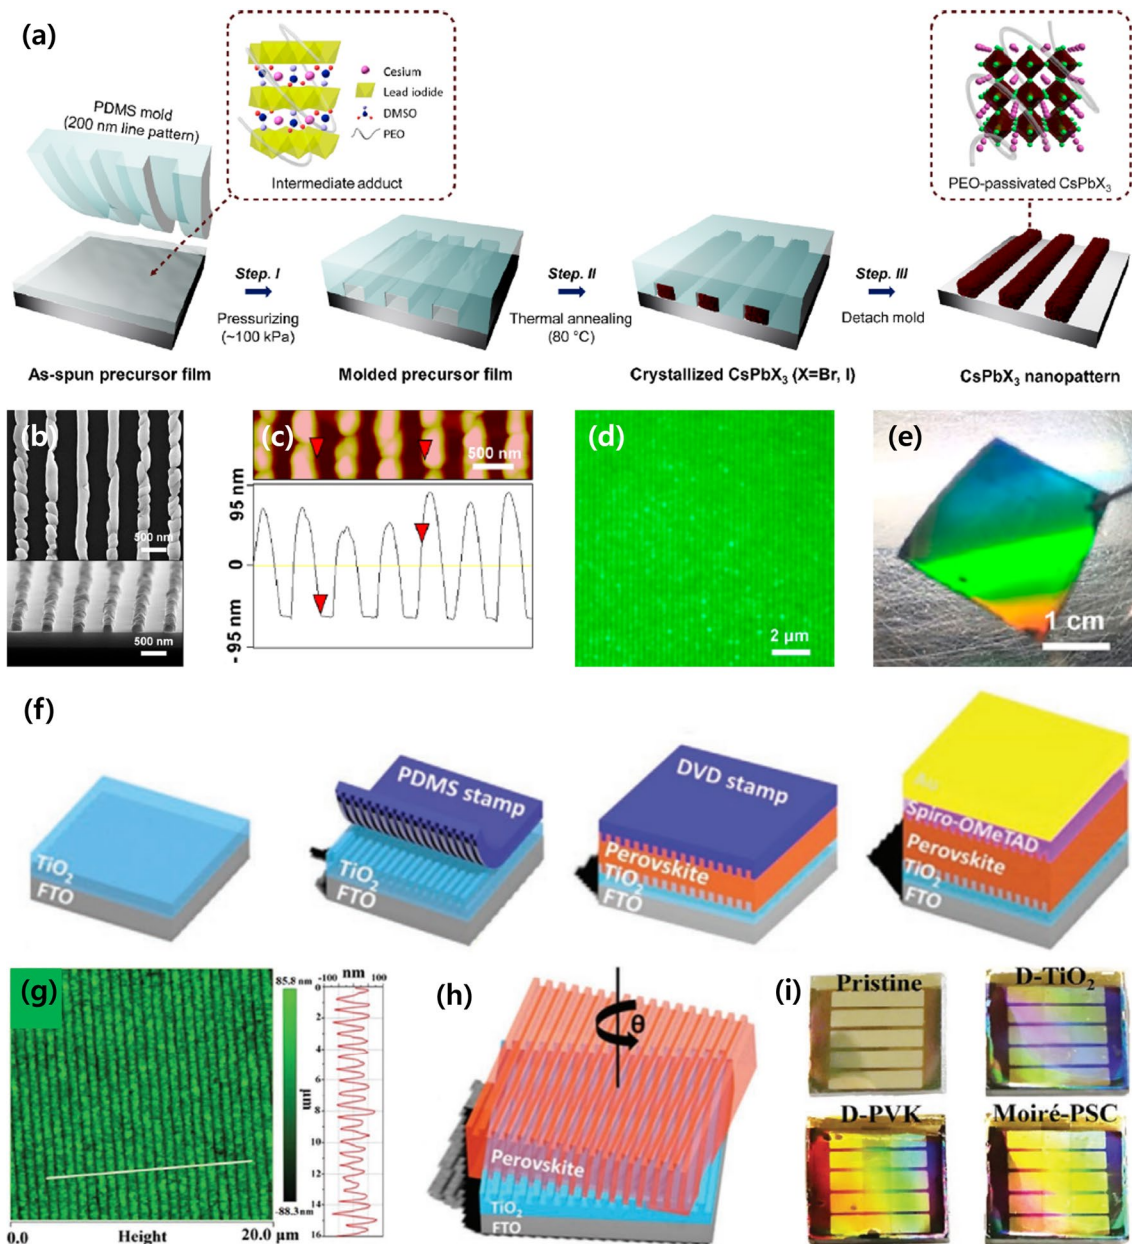 (a)
PDMS mold
(200 nm line pattern)
Cesium
Lead iodide
DMSO
PEO
Intermediate adduct
PEO-passivated CsPbX₃
Step. I
Pressurizing
(~100 kPa)
Step. II
Thermal annealing
(80 °C)
Step. III
Detach mold
As-spun precursor film
Molded precursor film
Crystallized CsPbX₃ (X=Br, I)
CsPbX₃ nanopattern
(b)
500 nm
500 nm
(c)
500 nm
95 nm
0
- 95 nm
(d)
2 µm
(e)
1 cm
(f)
TiO₂
FTO
PDMS stamp
TiO₂
FTO
DVD stamp
Perovskite
TiO₂
FTO
Au
Spiro-OMeTAD
Perovskite
TiO₂
FTO
(g)
85.8 nm
-88.3nm
0.0
Height
20.0 µm
nm
-100
100
0
2
4
6
8
10
12
14
16
µm
(h)
θ
Perovskite
TiO₂
FTO
(i)
Pristine
D-TiO₂
D-PVK
Moiré-PSC